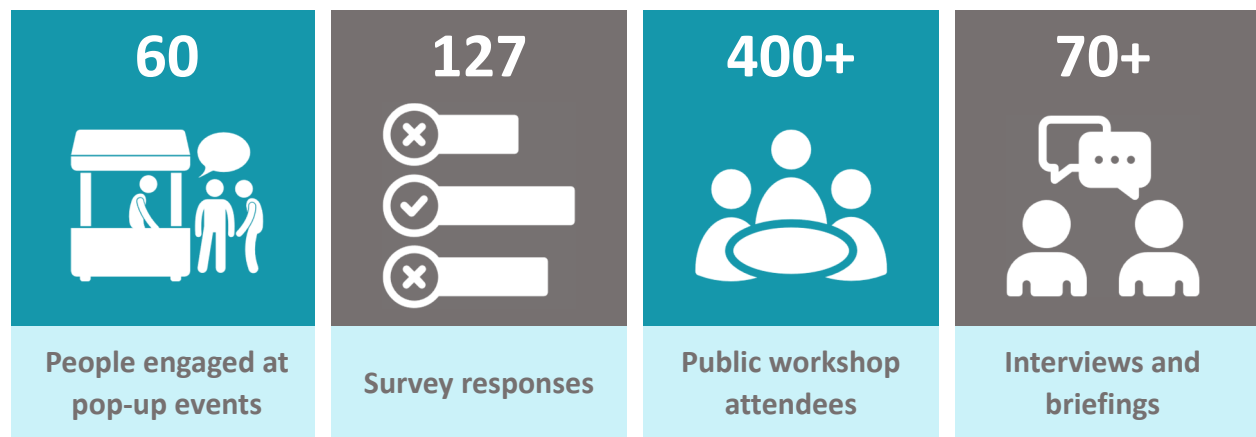 60
People engaged at
pop-up events
127
Survey responses
400+
Public workshop
attendees
70+
Interviews and
briefings